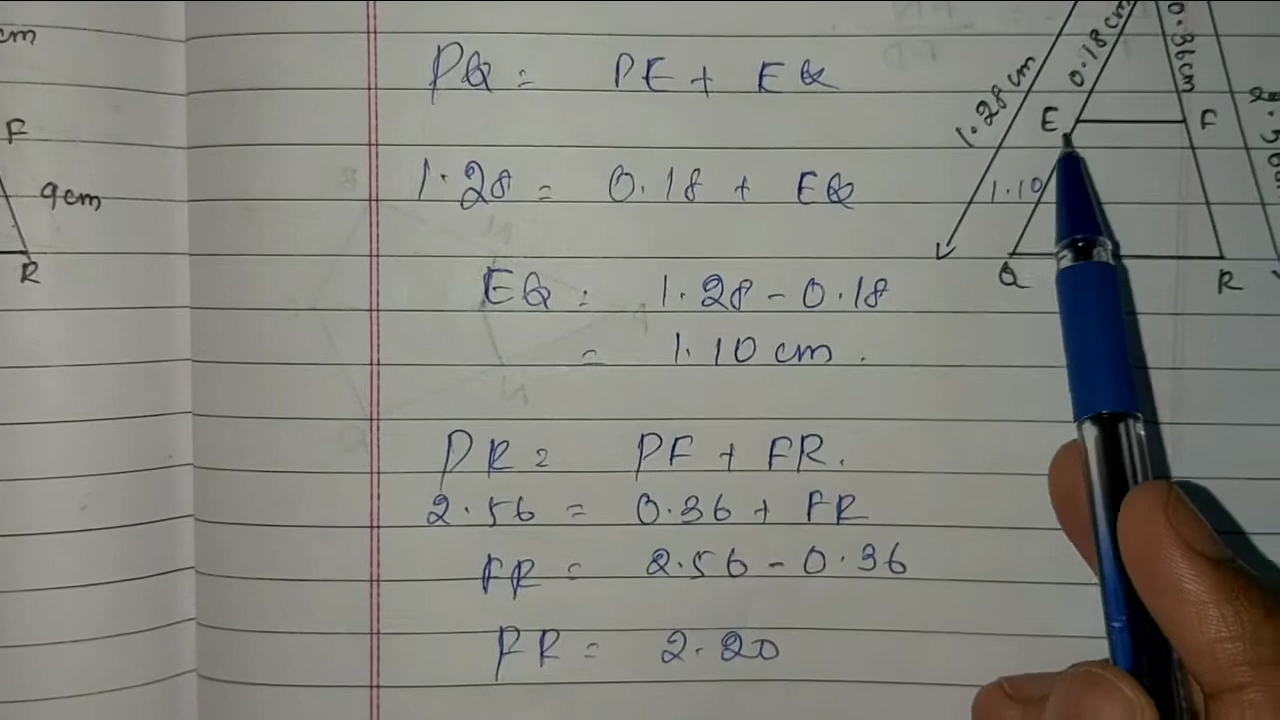 cm
F
9cm
R
PQ = PE + EQ
1.28 = 0.18 + EQ
EQ = 1.28 - 0.18
= 1.10 cm.
PR = PF + FR.
2.56 = 0.36 + FR
FR = 2.56 - 0.36
FR = 2.20
0.18 cm
0.36cm
1.28 cm
E
F
1.10
Q
R